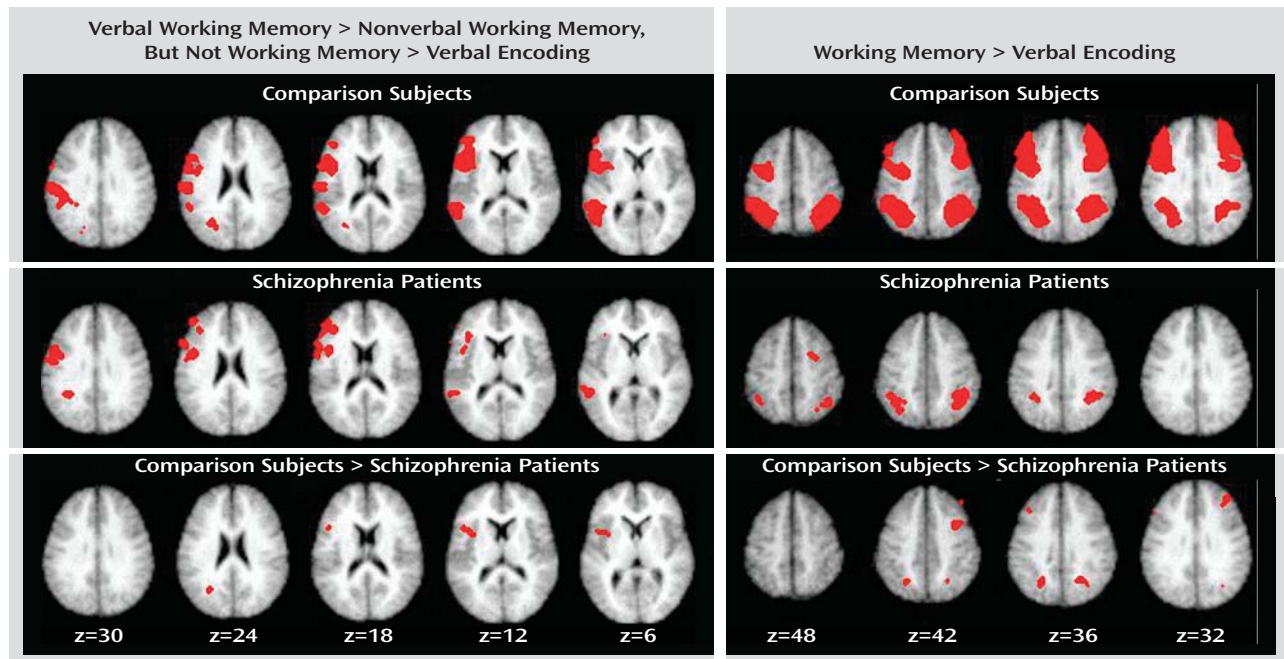 Verbal Working Memory > Nonverbal Working Memory,
But Not Working Memory > Verbal Encoding
Comparison Subjects
Schizophrenia Patients
Comparison Subjects > Schizophrenia Patients
z=30 z=24 z=18 z=12 z=6
Working Memory > Verbal Encoding
Comparison Subjects
Schizophrenia Patients
Comparison Subjects > Schizophrenia Patients
z=48 z=42 z=36 z=32